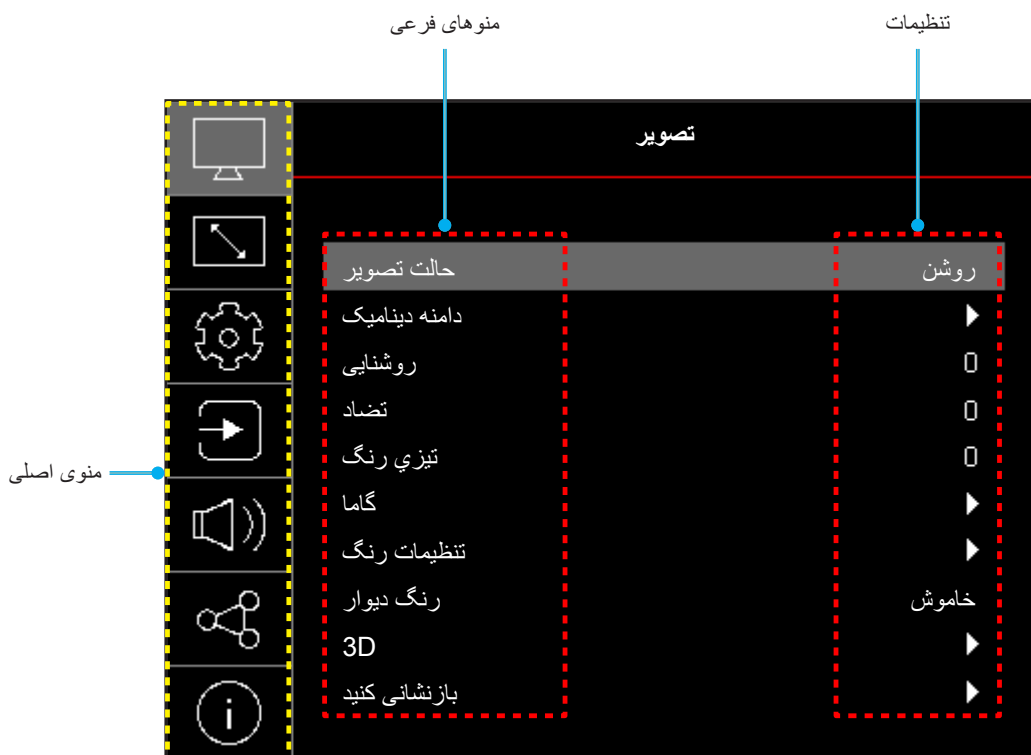 منوهای فرعی
تنظیمات
تصویر
حالت تصویر
روشن
دامنه دینامیک
روشنایی
0
تضاد
0
تيزي رنگ
0
گاما
تنظیمات رنگ
رنگ دیوار
خاموش
3D
بازنشانی کنید
منوی اصلی
i